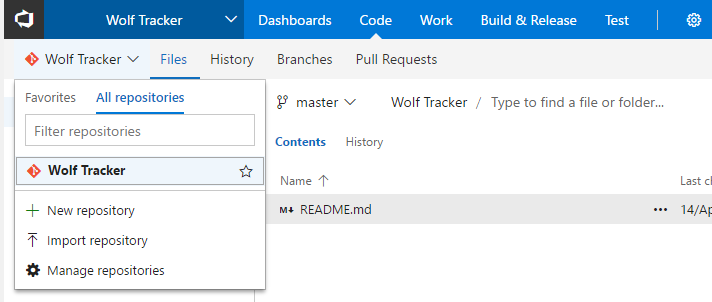 Wolf Tracker Dashboards Code Work Build & Release Test
Wolf Tracker Files History Branches Pull Requests
Favorites All repositories
Filter repositories
Wolf Tracker
New repository
Import repository
Manage repositories
master Wolf Tracker / Type to find a file or folder...
Contents History
Name ↑ Last c
M↓ README.md ... 14/Ap